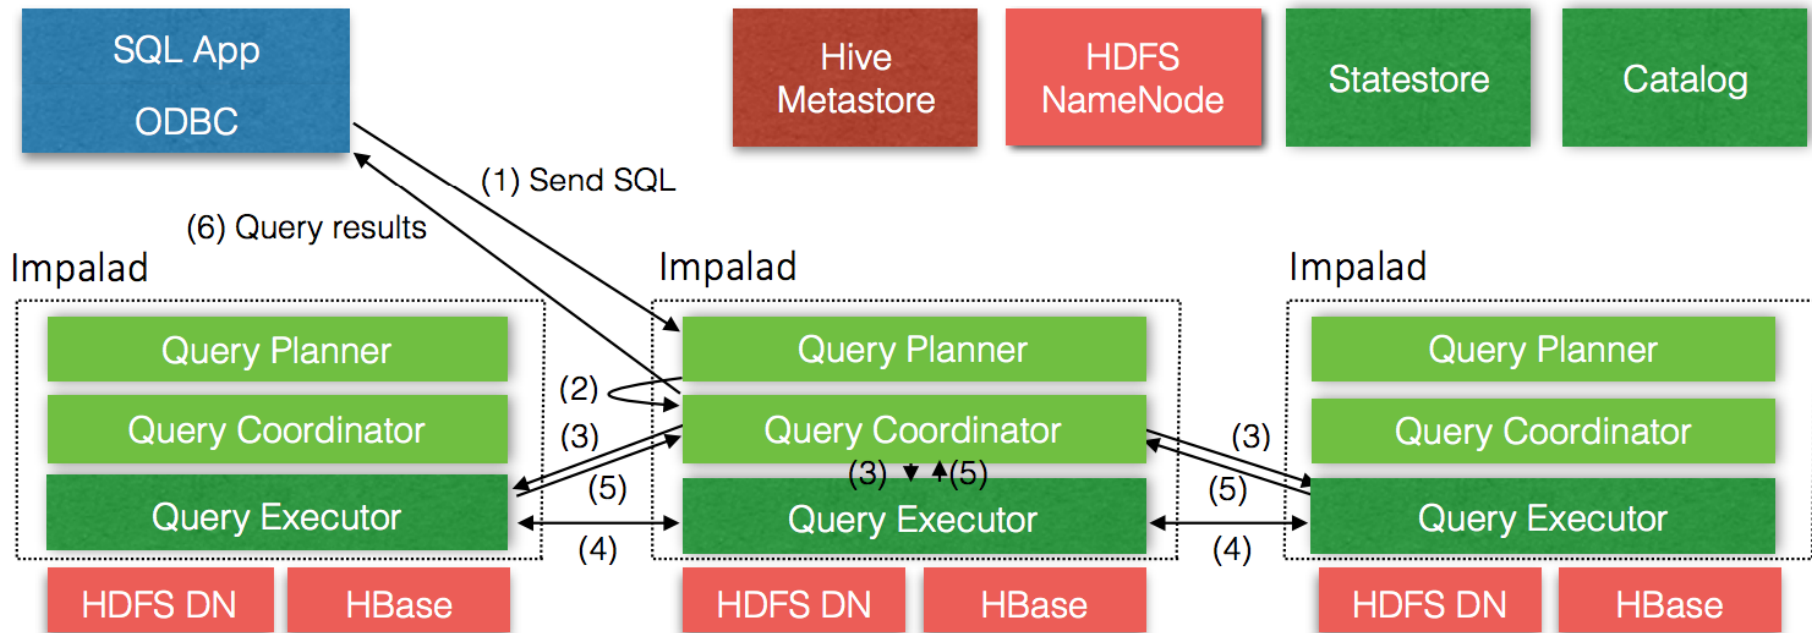 SQL App
ODBC
Hive
Metastore
HDFS
NameNode
Statestore
Catalog
(1) Send SQL
(6) Query results
Impalad
Impalad
Impalad
Query Planner
Query Planner
Query Planner
(2)
Query Coordinator
(3)
Query Coordinator
(3)
Query Coordinator
(3)
(5)
(5)
(5)
Query Executor
Query Executor
Query Executor
(4)
(4)
HDFS DN
HBase
HDFS DN
HBase
HDFS DN
HBase